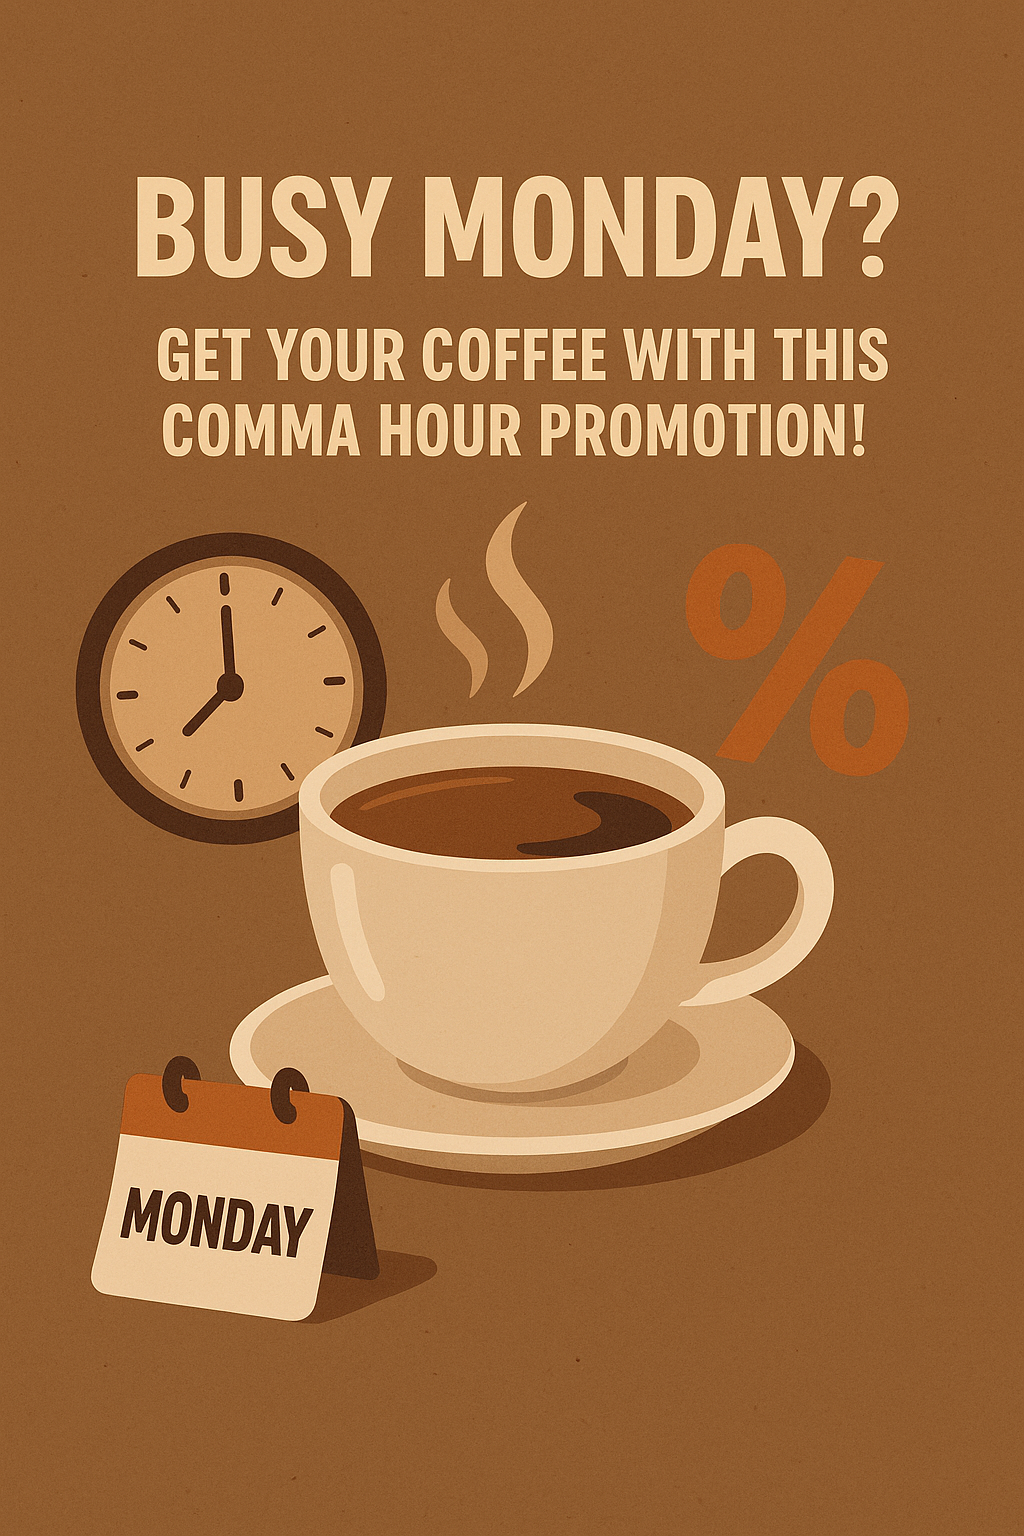 BUSY MONDAY?
GET YOUR COFFEE WITH THIS
COMMA HOUR PROMOTION!
%
MONDAY